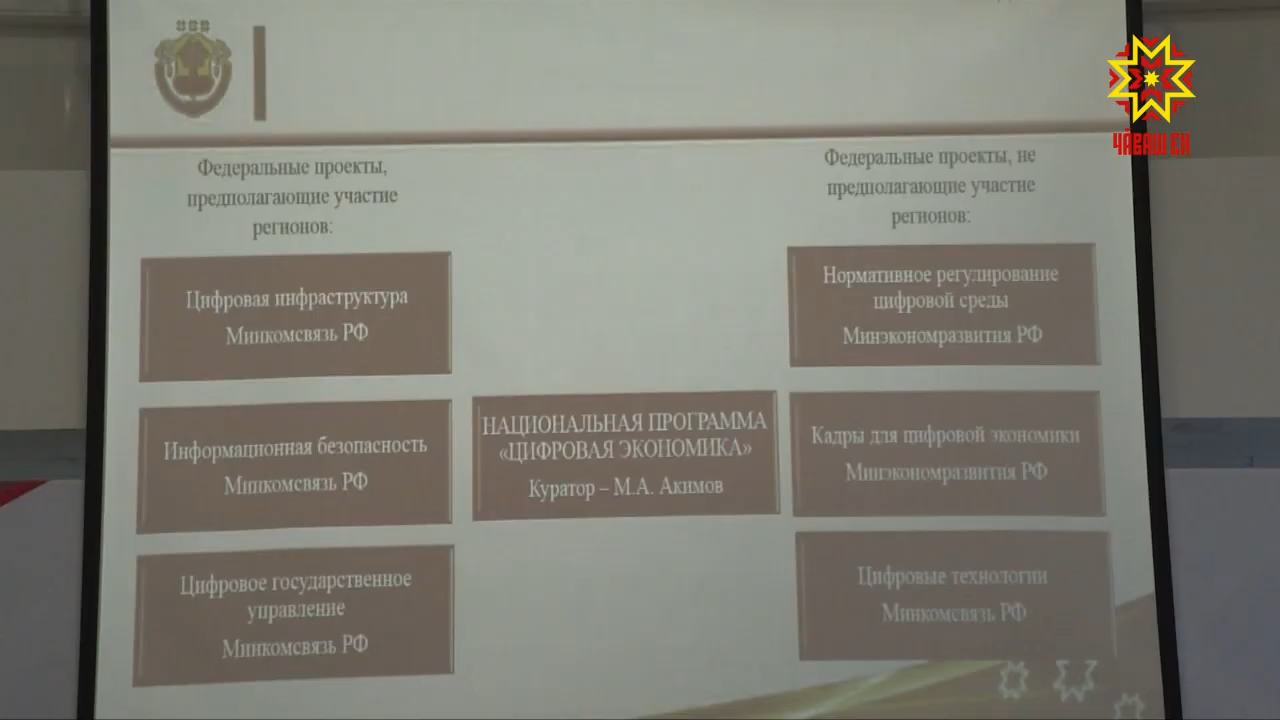 Федеральные проекты,
предполагающие участие
регионов:
Цифровая инфраструктура
Минкомсвязь РФ
Информационная безопасность
Минкомсвязь РФ
Цифровое государственное
управление
Минкомсвязь РФ
НАЦИОНАЛЬНАЯ ПРОГРАММА
«ЦИФРОВАЯ ЭКОНОМИКА»
Куратор – М.А. Акимов
Федеральные проекты, не
предполагающие участие
регионов:
Нормативное регулирование
цифровой среды
Минэкономразвития РФ
Кадры для цифровой экономики
Минэкономразвития РФ
Цифровые технологии
Минкомсвязь РФ
ЧӐВАШ ЕН